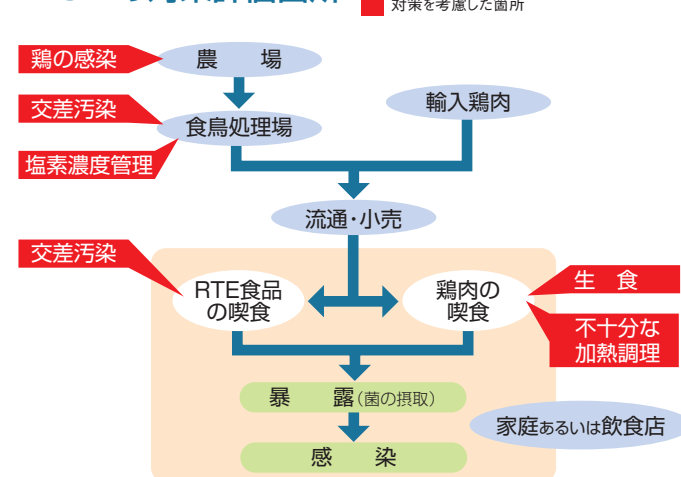 対策を考慮した箇所
鶏の感染
農 場
交差汚染
食鳥処理場
輸入鶏肉
塩素濃度管理
流通・小売
交差汚染
RTE食品
の喫食
鶏肉の
喫食
生 食
不十分な
加熱調理
暴 露(菌の摂取)
家庭あるいは飲食店
感 染